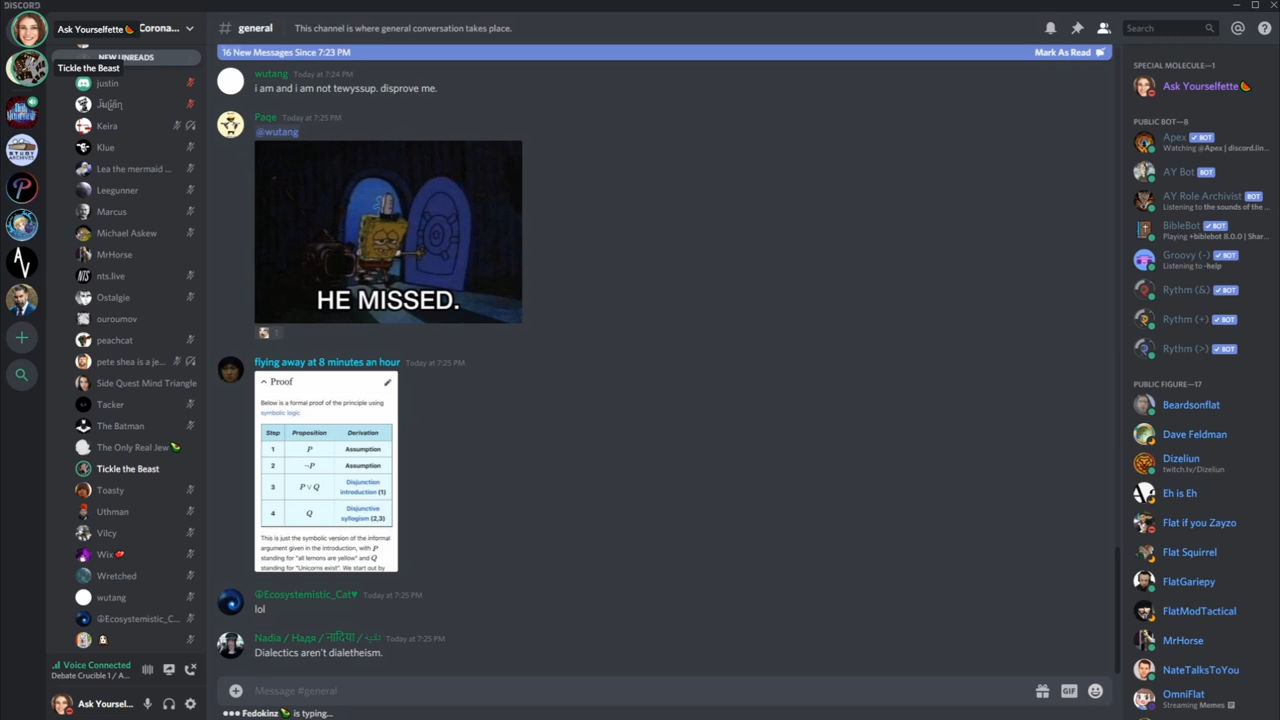 DISCORD
Ask Yourselfette 🍉
Corona...
Tickle the Beast
NEW UNREADS
justin
Keira
Klue
Lea the mermaid ...
Leegunner
Marcus
Michael Askew
MrHorse
nts.live
Ostalgie
ouroumov
peachcat
pete shea is a je...
Side Quest Mind Triangle
Tacker
The Batman
The Only Real Jew
Tickle the Beast
Toasty
Uthman
Vilcy
Wix
Wretched
wutang
☮Ecosystemistic_C...
Voice Connected
Debate Crucible 1 / A...
Ask Yoursel...
# general
This channel is where general conversation takes place.
Search
16 New Messages Since 7:23 PM
Mark As Read
wutang Today at 7:24 PM
i am and i am not tewyssup. disprove me.
Paqe Today at 7:25 PM
@wutang
HE MISSED.
1
flying away at 8 minutes an hour Today at 7:25 PM
Proof
Below is a formal proof of the principle using
symbolic logic
Step Proposition Derivation
1 P Assumption
2 ¬P Assumption
3 P ∨ Q Disjunction
introduction (1)
4 Q Disjunctive
syllogism (2,3)
This is just the symbolic version of the informal
argument given in the introduction, with P
standing for "all lemons are yellow" and Q
standing for "Unicorns exist". We start out by
☮Ecosystemistic_Cat♥ Today at 7:25 PM
lol
Nadia / Надя / नादिया / Today at 7:25 PM
Dialectics aren't dialetheism.
Message #general
GIF
Fedokinz is typing...
SPECIAL MOLECULE—1
Ask Yourselfette 🍉
PUBLIC BOT—8
Apex ✔BOT
Watching @Apex | discord.lin...
AY Bot ✔BOT
AY Role Archivist BOT
Listening to the sounds of the ...
BibleBot ✔BOT
Playing +biblebot 8.0.0 | Shar...
Groovy (-) ✔BOT
Listening to -help
Rythm (&) ✔BOT
Rythm (+) ✔BOT
Rythm (>) ✔BOT
PUBLIC FIGURE—17
Beardsonflat
Dave Feldman
Dizeliun
twitch.tv/Dizeliun
Eh is Eh
Flat if you Zayzo
Flat Squirrel
FlatGariepy
FlatModTactical
MrHorse
NateTalksToYou
OmniFlat
Streaming Memes